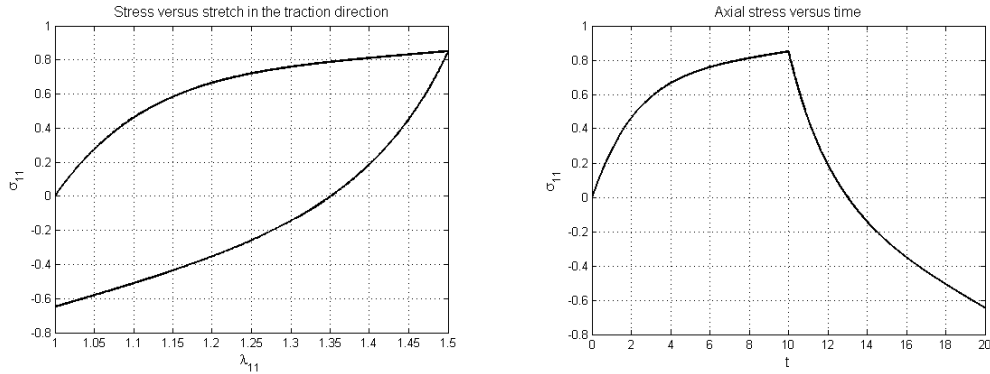 Stress versus stretch in the traction direction
1
0.8
0.6
0.4
0.2
0
-0.2
-0.4
-0.6
-0.8
σ11
1 1.05 1.1 1.15 1.2 1.25 1.3 1.35 1.4 1.45 1.5
λ11
Axial stress versus time
1
0.8
0.6
0.4
0.2
0
-0.2
-0.4
-0.6
-0.8
σ11
0 2 4 6 8 10 12 14 16 18 20
t